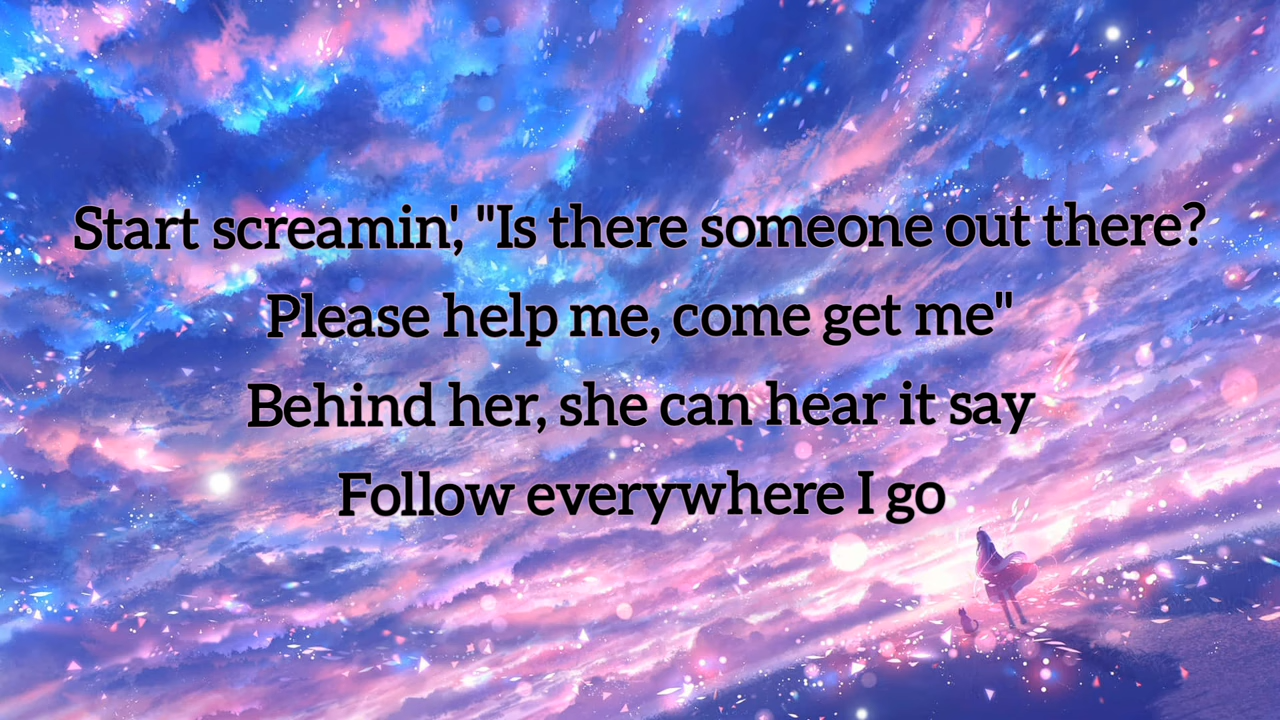 Start screamin', "Is there someone out there?
Please help me, come get me"
Behind her, she can hear it say
Follow everywhere I go